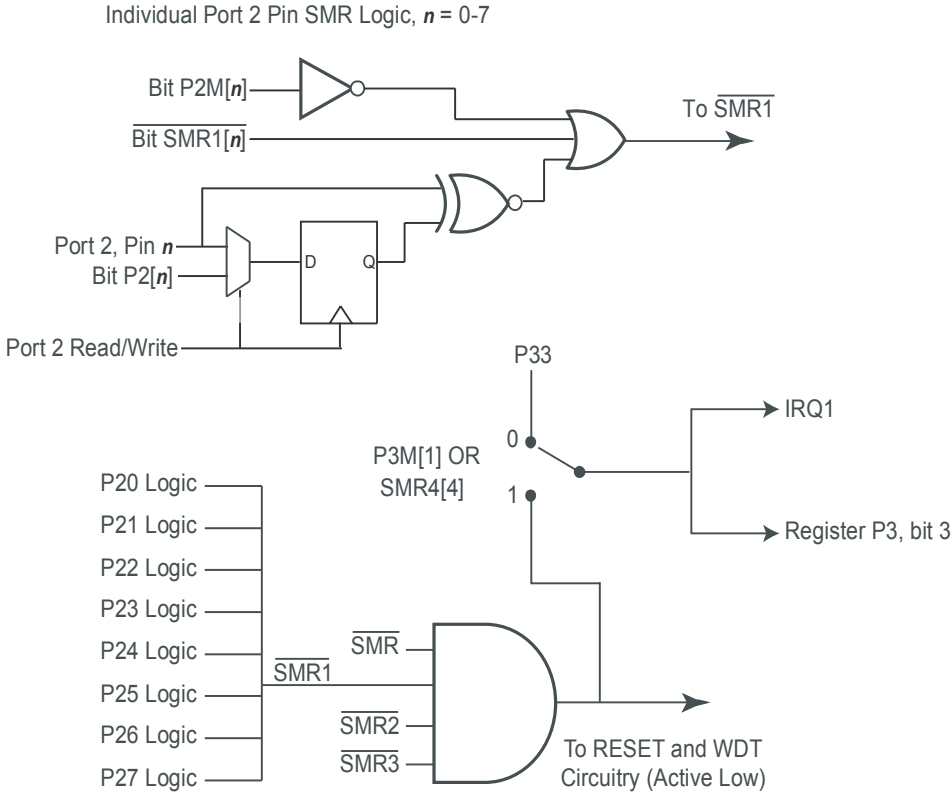 Individual Port 2 Pin SMR Logic, n = 0-7
Bit P2M[n]
To SMR1
Bit SMR1[n]
Port 2, Pin n
Bit P2[n]
D
Q
Port 2 Read/Write
P33
0
IRQ1
P3M[1] OR
SMR4[4]
1
Register P3, bit 3
P20 Logic
P21 Logic
P22 Logic
P23 Logic
P24 Logic
P25 Logic
P26 Logic
P27 Logic
SMR
SMR1
SMR2
SMR3
To RESET and WDT
Circuitry (Active Low)